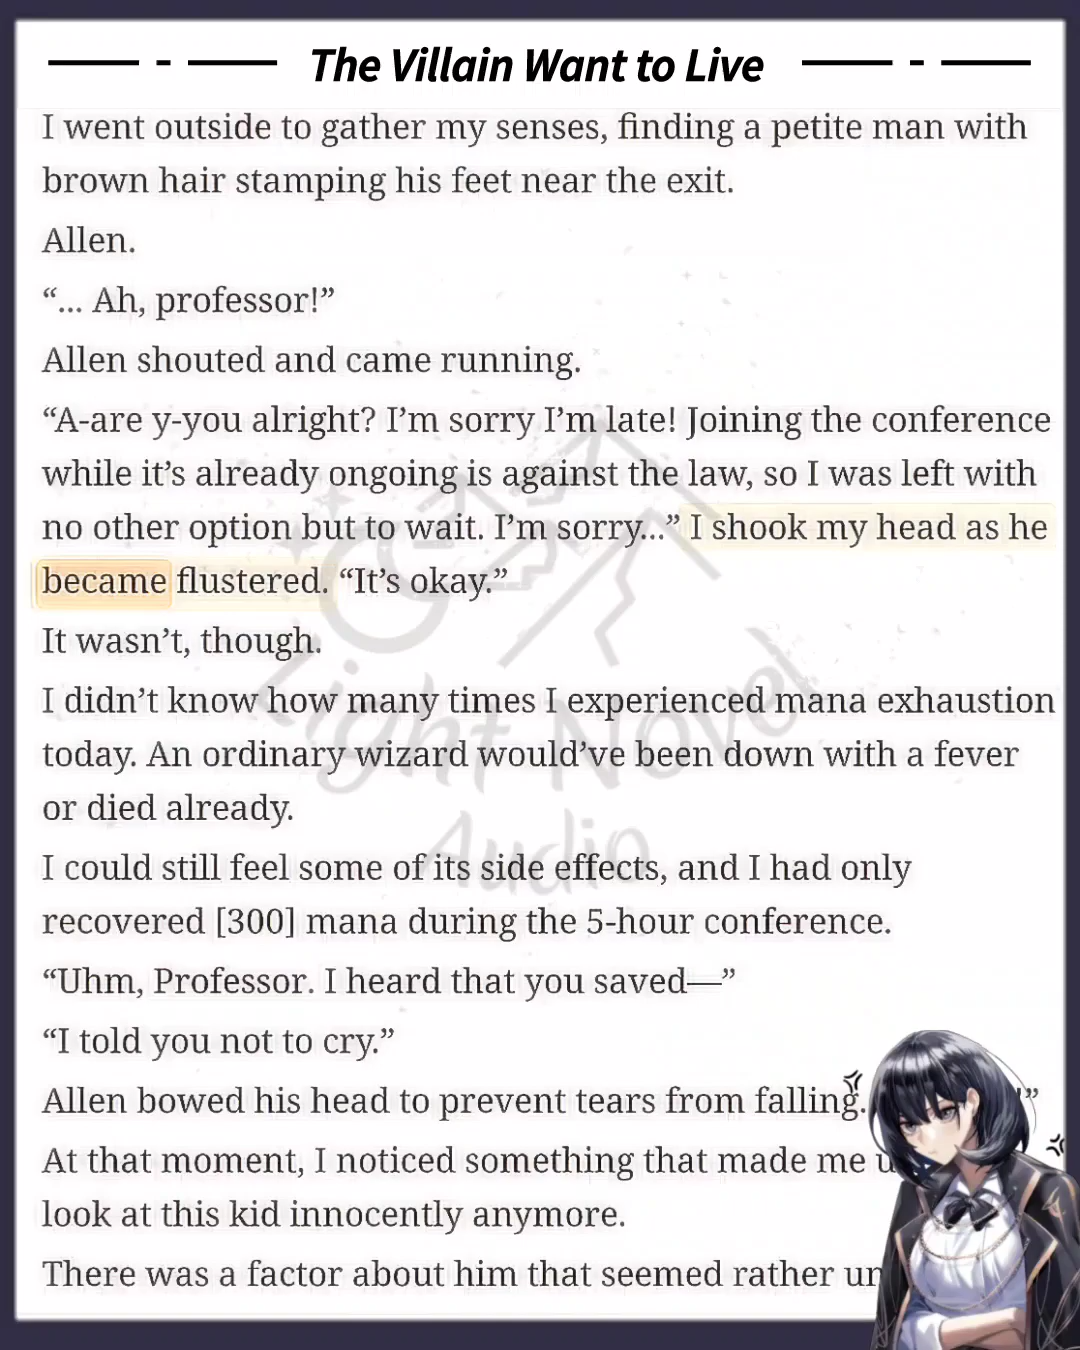 The Villain Want to Live
I went outside to gather my senses, finding a petite man with
brown hair stamping his feet near the exit.
Allen.
“... Ah, professor!”
Allen shouted and came running.
“A-are y-you alright? I’m sorry I’m late! Joining the conference
while it’s already ongoing is against the law, so I was left with
no other option but to wait. I’m sorry...” I shook my head as he
became flustered. “It’s okay.”
It wasn’t, though.
I didn’t know how many times I experienced mana exhaustion
today. An ordinary wizard would’ve been down with a fever
or died already.
I could still feel some of its side effects, and I had only
recovered [300] mana during the 5-hour conference.
“Uhm, Professor. I heard that you saved—”
“I told you not to cry.”
Allen bowed his head to prevent tears from falling.
At that moment, I noticed something that made me
look at this kid innocently anymore.
There was a factor about him that seemed rather
Light Novel
Audio